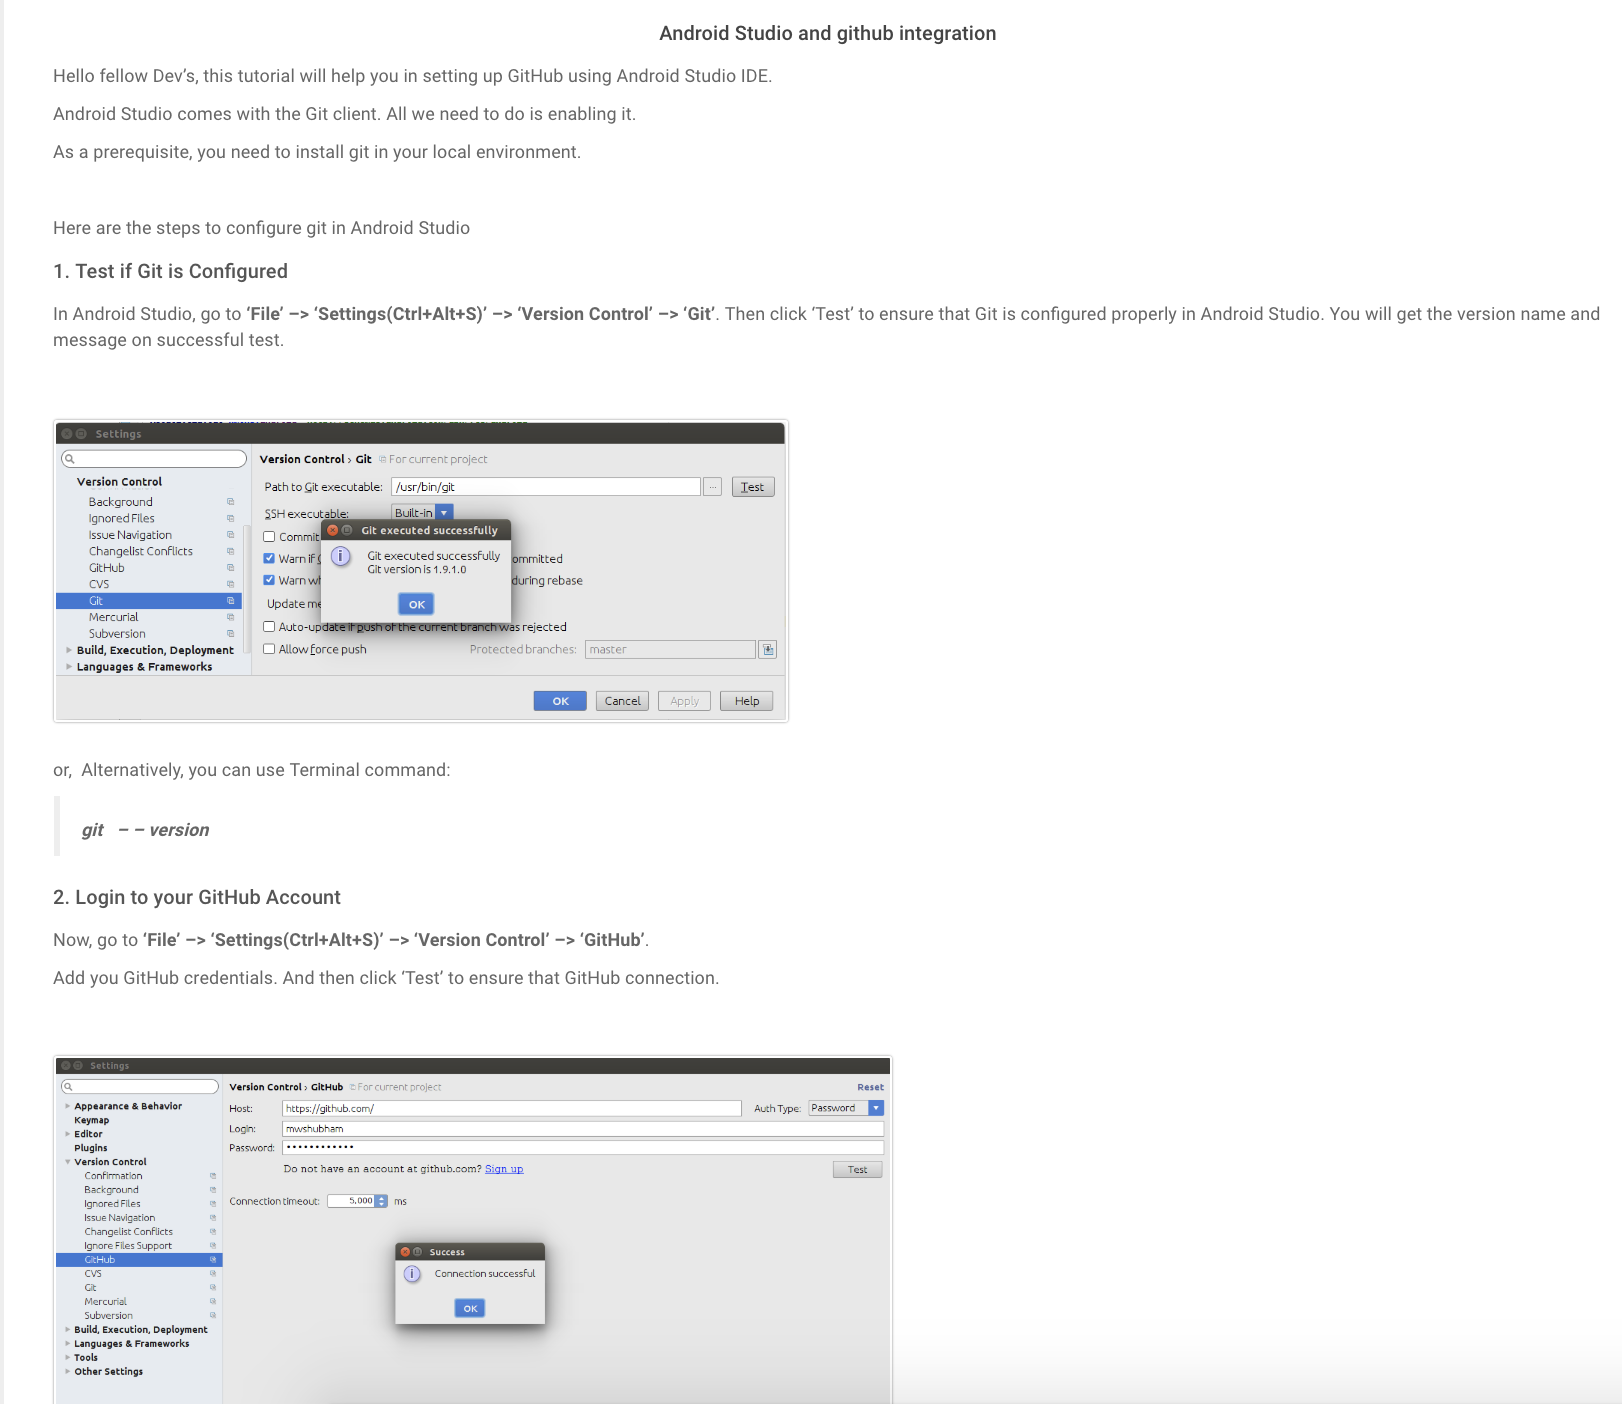 Android Studio and github integration
Hello fellow Dev’s, this tutorial will help you in setting up GitHub using Android Studio IDE.
Android Studio comes with the Git client. All we need to do is enabling it.
As a prerequisite, you need to install git in your local environment.
Here are the steps to configure git in Android Studio
1. Test if Git is Configured
In Android Studio, go to ‘File’ –> ‘Settings(Ctrl+Alt+S)’ –> ‘Version Control’ –> ‘Git’. Then click ‘Test’ to ensure that Git is configured properly in Android Studio. You will get the version name and
message on successful test.
Settings
Version Control › Git For current project
Version Control
Background
Ignored Files
Issue Navigation
Changelist Conflicts
GitHub
CVS
Git
Mercurial
Subversion
Build, Execution, Deployment
Languages & Frameworks
Path to Git executable: /usr/bin/git ... Test
SSH executable: Built-in
Commit
Warn if
ommitted
Warn wh
during rebase
Update me
Auto-update if push of the current branch was rejected
Allow force push Protected branches: master
Git executed successfully
Git executed successfully
Git version is 1.9.1.0
OK
OK Cancel Apply Help
or,  Alternatively, you can use Terminal command:
git – – version
2. Login to your GitHub Account
Now, go to ‘File’ –> ‘Settings(Ctrl+Alt+S)’ –> ‘Version Control’ –> ‘GitHub’.
Add you GitHub credentials. And then click ‘Test’ to ensure that GitHub connection.
Settings
Version Control › GitHub For current project Reset
Appearance & Behavior
Keymap
Editor
Plugins
Version Control
Confirmation
Background
Ignored Files
Issue Navigation
Changelist Conflicts
Ignore Files Support
GitHub
CVS
Git
Mercurial
Subversion
Build, Execution, Deployment
Languages & Frameworks
Tools
Other Settings
Host: https://github.com/ Auth Type: Password
Login: mwshubham
Password: ••••••••••••
Do not have an account at github.com? Sign up
Test
Connection timeout: 5,000 ms
Success
Connection successful
OK